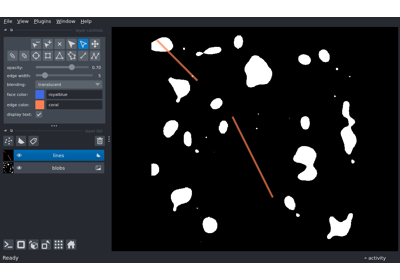 File View Plugins Window Help
opacity: 0.70
edge width: 5
blending: translucent
face color: royalblue
edge color: coral
display text: ✓
lines
blobs
Ready
activity